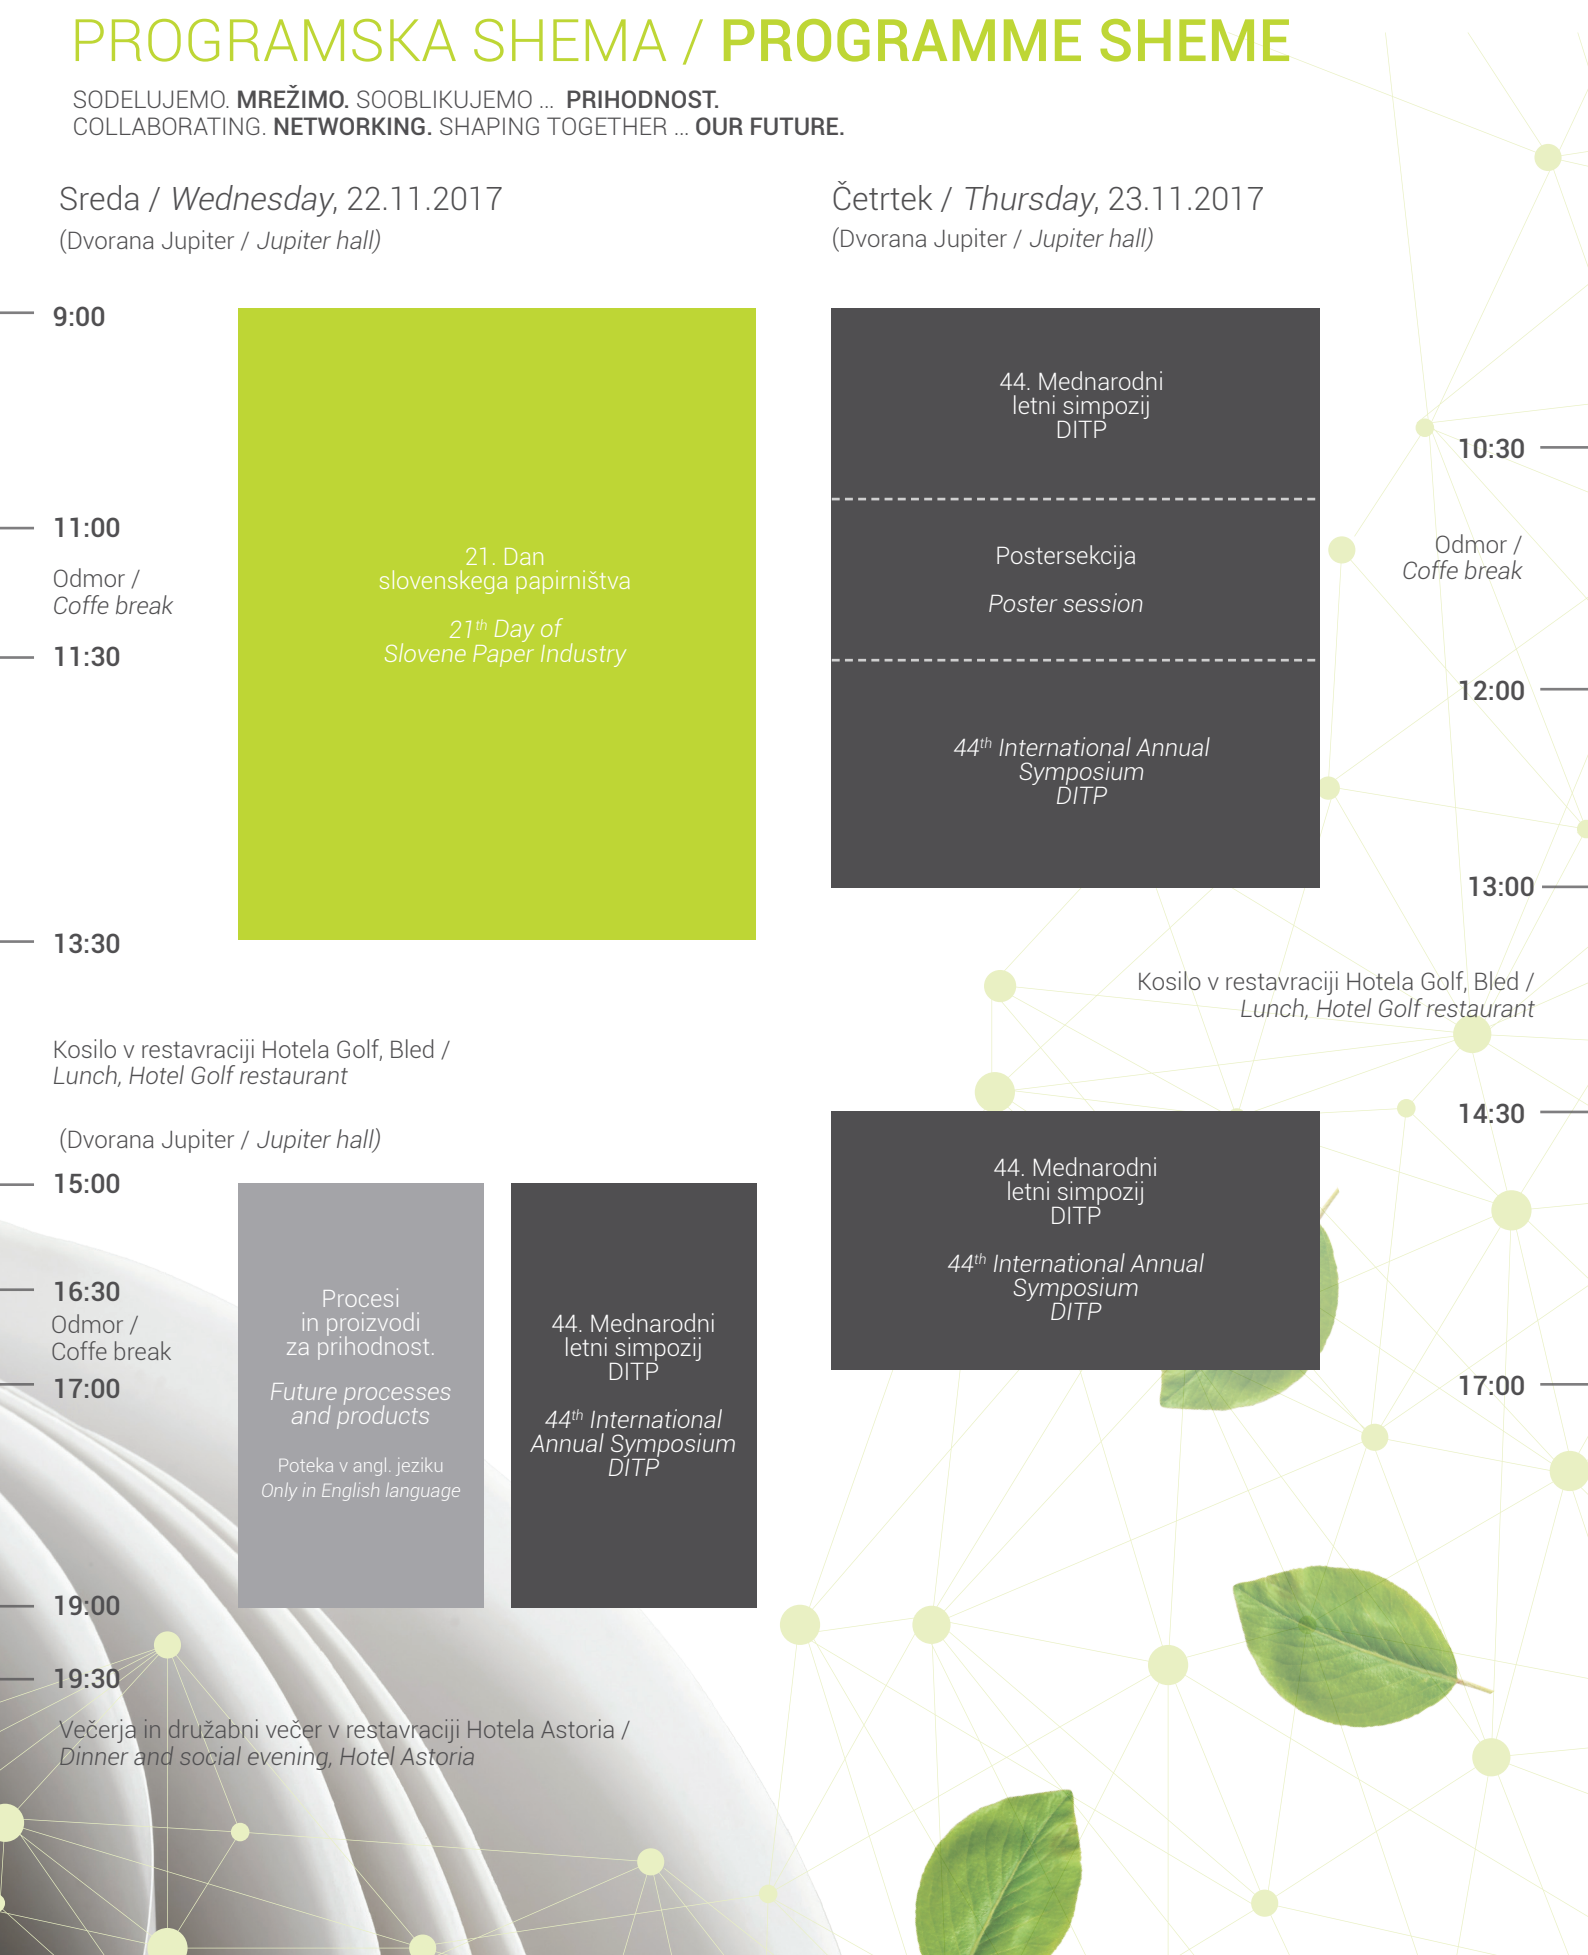 PROGRAMSKA SHEMA / PROGRAMME SHEME
SODELUJEMO. MREŽIMO. SOOBLIKUJEMO ... PRIHODNOST.
COLLABORATING. NETWORKING. SHAPING TOGETHER ... OUR FUTURE.
Sreda / Wednesday, 22.11.2017
(Dvorana Jupiter / Jupiter hall)
9:00
11:00
Odmor /
Coffe break
11:30
13:30
21. Dan
slovenskega papirništva
21th Day of
Slovene Paper Industry
Kosilo v restavraciji Hotela Golf, Bled /
Lunch, Hotel Golf restaurant
(Dvorana Jupiter / Jupiter hall)
15:00
16:30
Odmor /
Coffe break
17:00
19:00
19:30
Procesi
in proizvodi
za prihodnost.
Future processes
and products
Poteka v angl. jeziku
Only in English language
44. Mednarodni
letni simpozij
DITP
44th International
Annual Symposium
DITP
Večerja in družabni večer v restavraciji Hotela Astoria /
Dinner and social evening, Hotel Astoria
Četrtek / Thursday, 23.11.2017
(Dvorana Jupiter / Jupiter hall)
44. Mednarodni
letni simpozij
DITP
Postersekcija
Poster session
44th International Annual
Symposium
DITP
10:30
Odmor /
Coffe break
12:00
13:00
Kosilo v restavraciji Hotela Golf, Bled /
Lunch, Hotel Golf restaurant
14:30
44. Mednarodni
letni simpozij
DITP
44th International Annual
Symposium
DITP
17:00